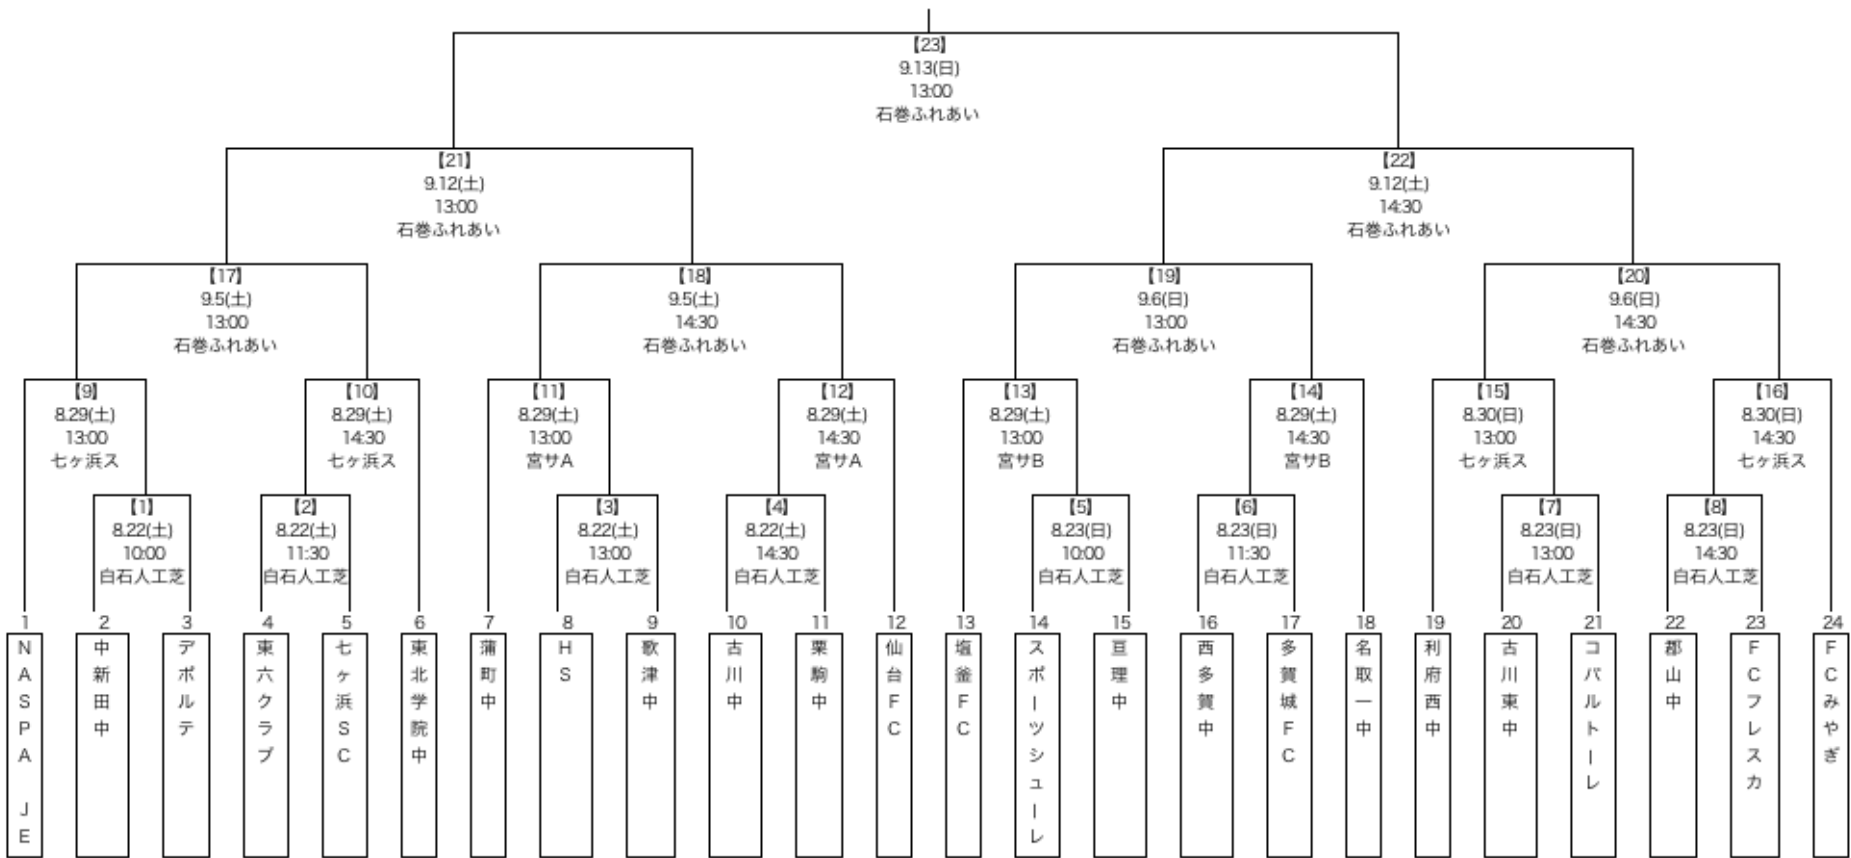 【23】
9.13(日)
13:00
石巻ふれあい
【21】
9.12(土)
13:00
石巻ふれあい
【22】
9.12(土)
14:30
石巻ふれあい
【17】
9.5(土)
13:00
石巻ふれあい
【18】
9.5(土)
14:30
石巻ふれあい
【19】
9.6(日)
13:00
石巻ふれあい
【20】
9.6(日)
14:30
石巻ふれあい
【9】
8.29(土)
13:00
七ヶ浜ス
【10】
8.29(土)
14:30
七ヶ浜ス
【11】
8.29(土)
13:00
宮サA
【12】
8.29(土)
14:30
宮サA
【13】
8.29(土)
13:00
宮サB
【14】
8.29(土)
14:30
宮サB
【15】
8.30(日)
13:00
七ヶ浜ス
【16】
8.30(日)
14:30
七ヶ浜ス
【1】
8.22(土)
10:00
白石人工芝
【2】
8.22(土)
11:30
白石人工芝
【3】
8.22(土)
13:00
白石人工芝
【4】
8.22(土)
14:30
白石人工芝
【5】
8.23(日)
10:00
白石人工芝
【6】
8.23(日)
11:30
白石人工芝
【7】
8.23(日)
13:00
白石人工芝
【8】
8.23(日)
14:30
白石人工芝
1
NASPA JE
2
中新田中
3
デポルテ
4
東六クラブ
5
七ヶ浜SC
6
東北学院中
7
蒲町中
8
HS
9
歌津中
10
古川中
11
栗駒中
12
仙台FC
13
塩釜FC
14
スポーツシューレ
15
亘理中
16
西多賀中
17
多賀城FC
18
名取一中
19
利府西中
20
古川東中
21
コバルトーレ
22
郡山中
23
FCフレスカ
24
FCみやぎ